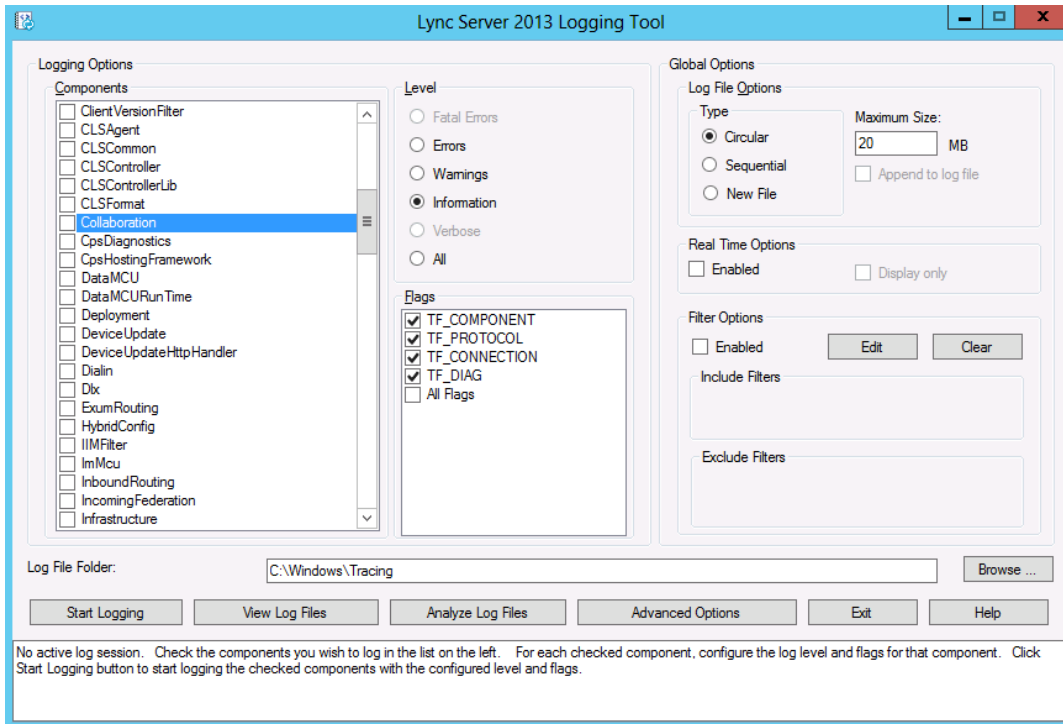 Lync Server 2013 Logging Tool
Logging Options
Components
ClientVersionFilter
CLSAgent
CLSCommon
CLSController
CLSControllerLib
CLSFormat
Collaboration
CpsDiagnostics
CpsHostingFramework
DataMCU
DataMCURunTime
Deployment
DeviceUpdate
DeviceUpdateHttpHandler
Dialin
Dlx
ExumRouting
HybridConfig
IIMFilter
ImMcu
InboundRouting
IncomingFederation
Infrastructure
Level
Fatal Errors
Errors
Warnings
Information
Verbose
All
Flags
TF_COMPONENT
TF_PROTOCOL
TF_CONNECTION
TF_DIAG
All Flags
Global Options
Log File Options
Type
Circular
Sequential
New File
Maximum Size:
20 MB
Append to log file
Real Time Options
Enabled
Display only
Filter Options
Enabled
Edit
Clear
Include Filters
Exclude Filters
Log File Folder:
C:\Windows\Tracing
Browse ...
Start Logging
View Log Files
Analyze Log Files
Advanced Options
Exit
Help
No active log session. Check the components you wish to log in the list on the left. For each checked component, configure the log level and flags for that component. Click
Start Logging button to start logging the checked components with the configured level and flags.